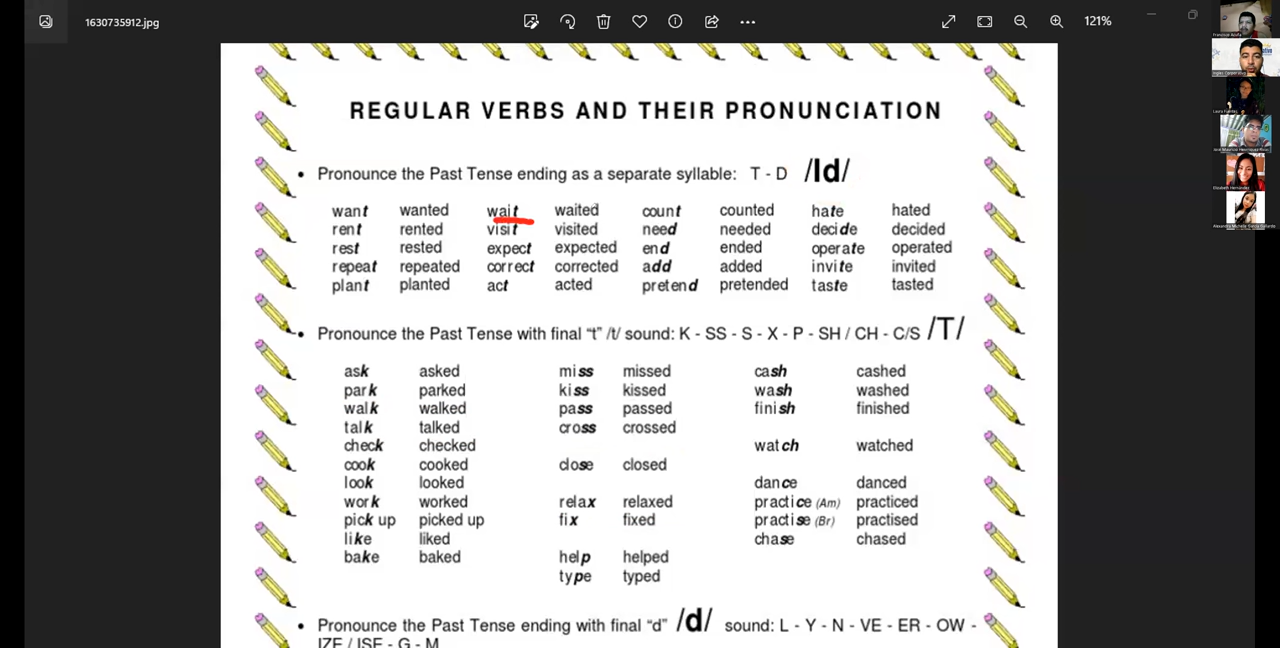 1630735912.jpg
121%
REGULAR VERBS AND THEIR PRONUNCIATION
• Pronounce the Past Tense ending as a separate syllable: T - D /Id/
want wanted wait waited count counted hate hated
rent rented visit visited need needed decide decided
rest rested expect expected end ended operate operated
repeat repeated correct corrected add added invite invited
plant planted act acted pretend pretended taste tasted
• Pronounce the Past Tense with final “t” /t/ sound: K - SS - S - X - P - SH / CH - C/S /T/
ask asked miss missed cash cashed
park parked kiss kissed wash washed
walk walked pass passed finish finished
talk talked cross crossed
check checked watch watched
cook cooked close closed
look looked dance danced
work worked relax relaxed practice (Am) practiced
pick up picked up fix fixed practise (Br) practised
like liked chase chased
bake baked help helped
type typed
• Pronounce the Past Tense ending with final “d” /d/ sound: L - Y - N - VE - ER - OW -
IZE / ISE - G - M